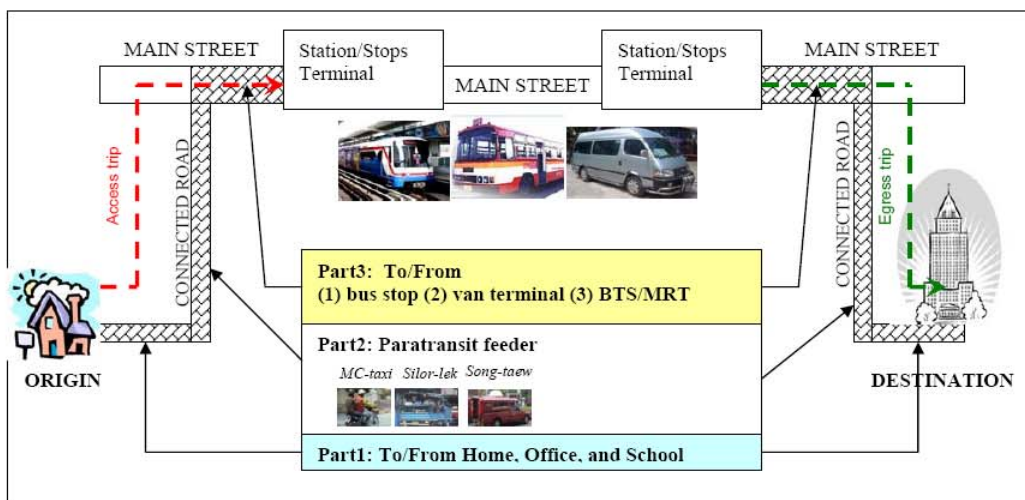 MAIN STREET
Station/Stops
Terminal
MAIN STREET
Station/Stops
Terminal
MAIN STREET
Access trip
CONNECTED ROAD
CONNECTED ROAD
Egress trip
Part3:  To/From
(1) bus stop (2) van terminal (3) BTS/MRT
Part2: Paratransit feeder
MC-taxi Silor-lek Song-taew
ORIGIN
DESTINATION
Part1: To/From Home, Office, and School